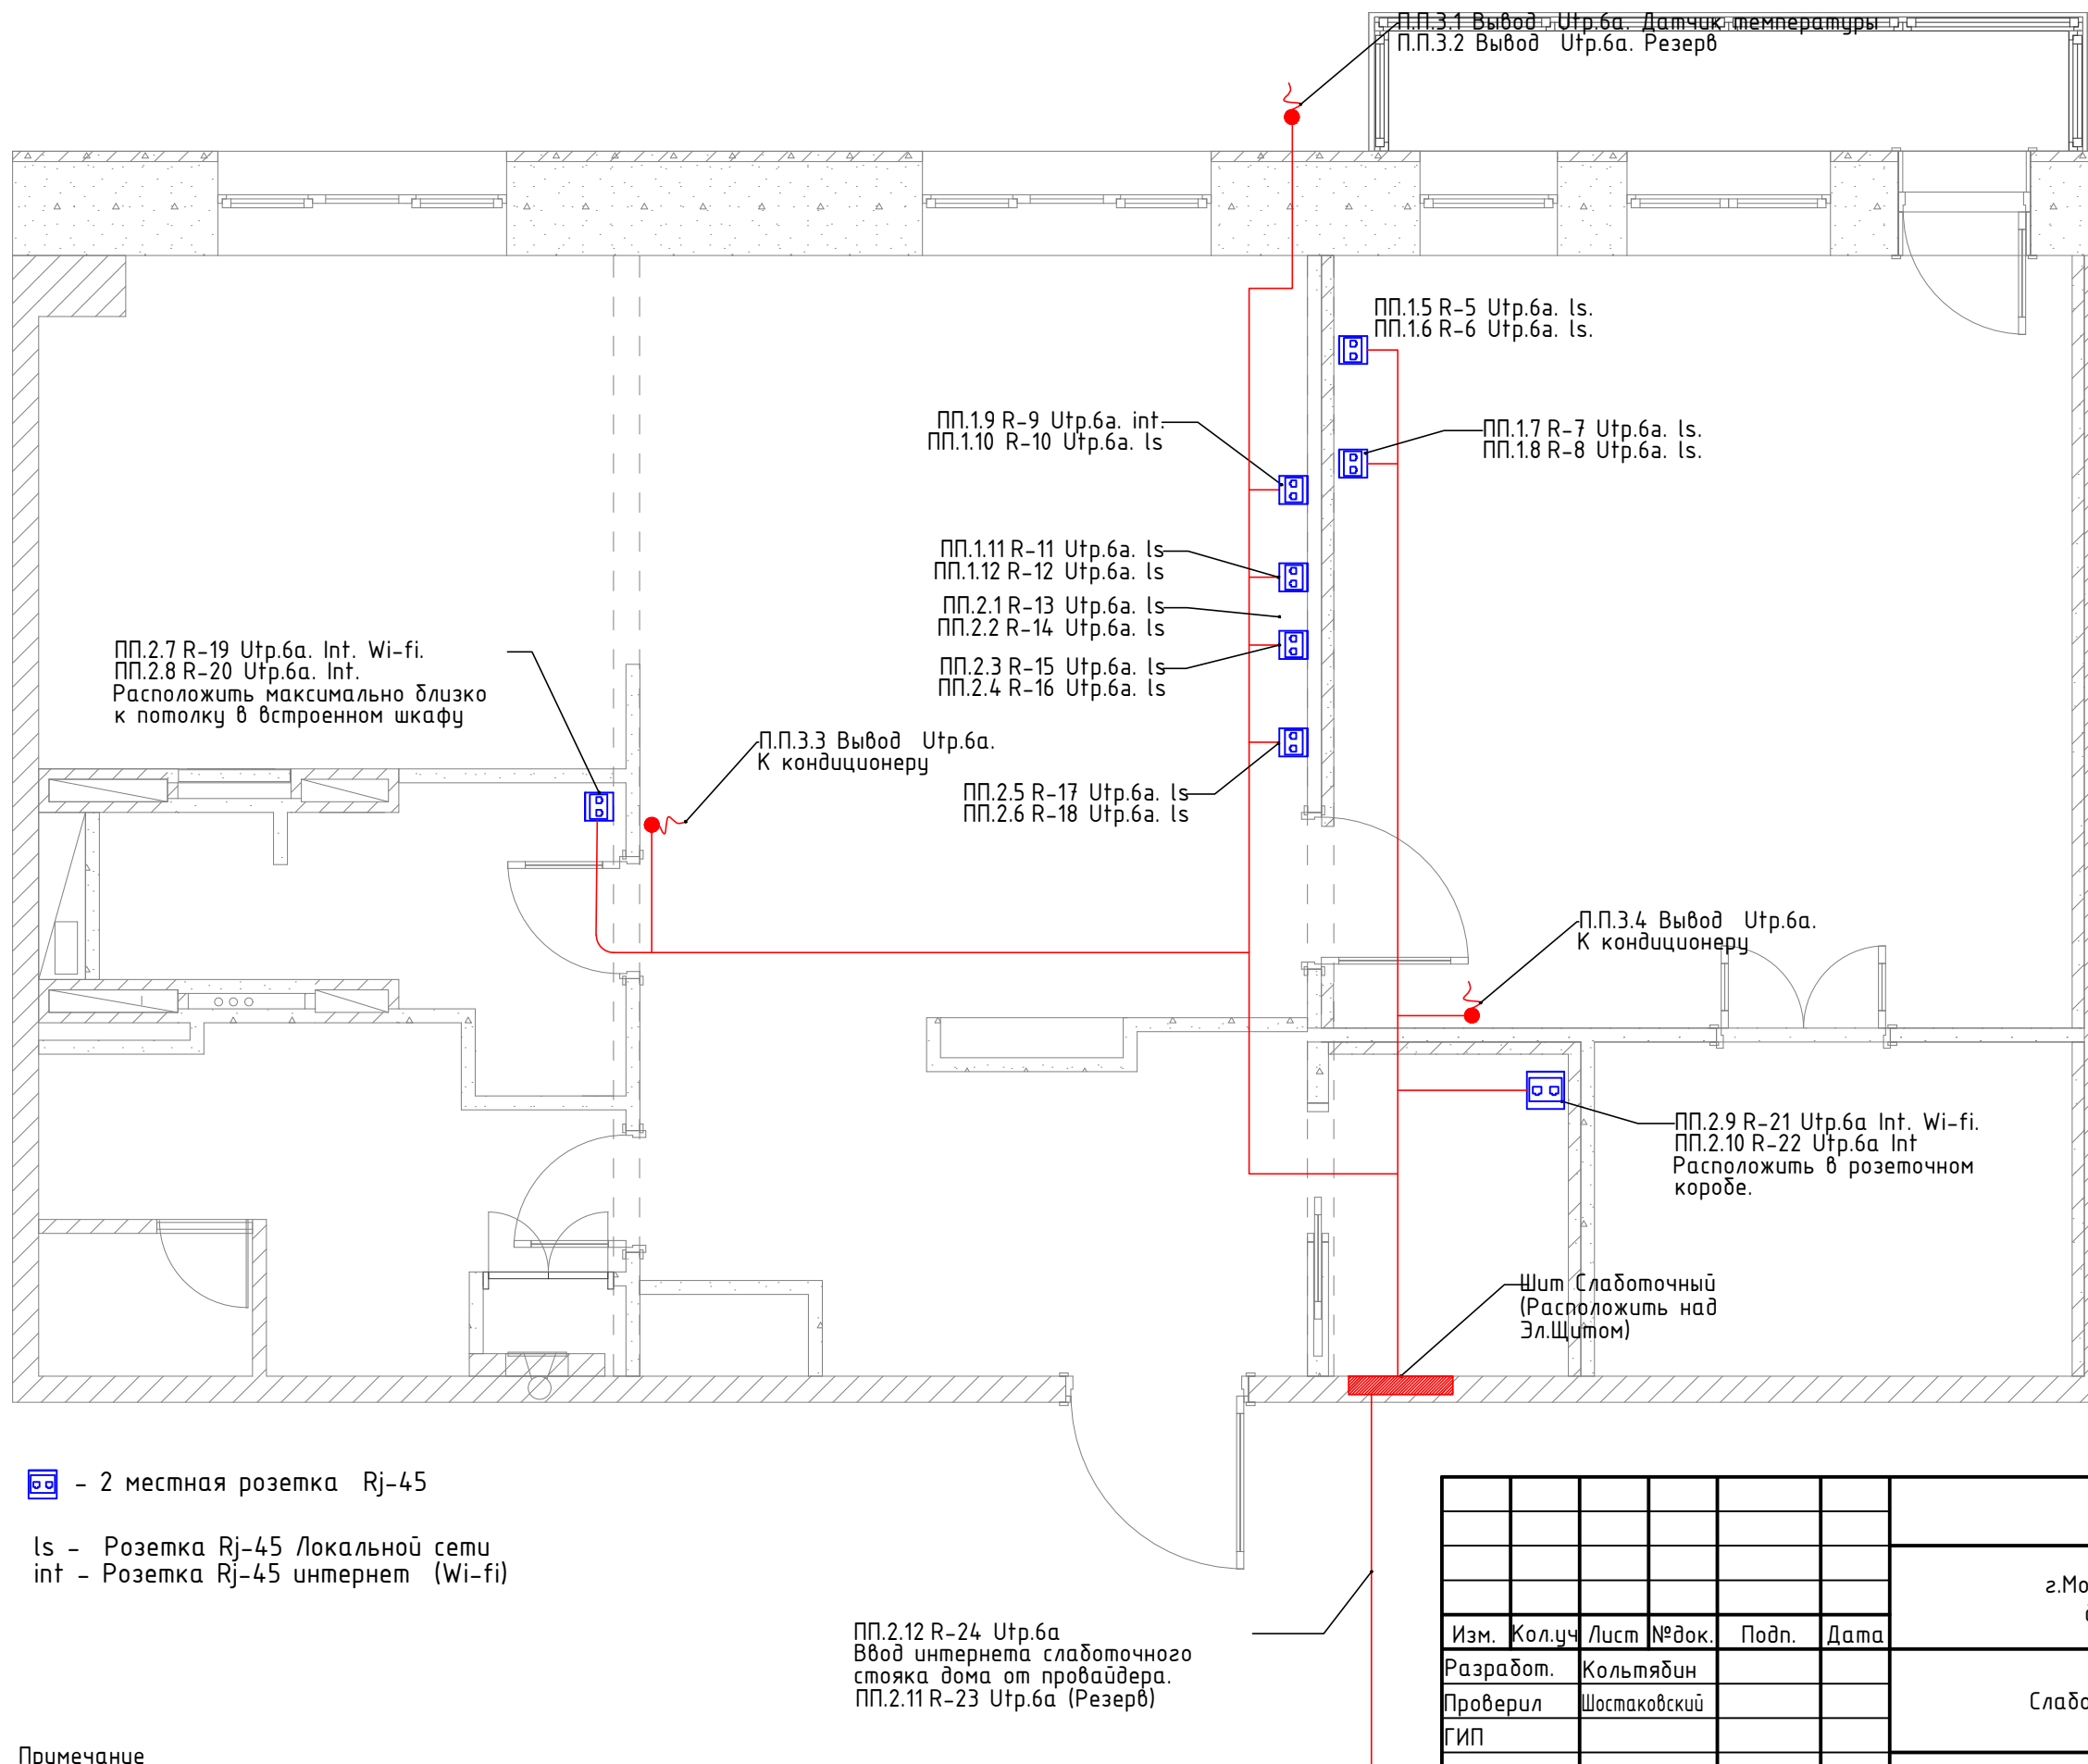 П.П.3.1 Вывод Utp.6a. Датчик температуры
П.П.3.2 Вывод Utp.6a. Резерв
ПП.1.5 R-5 Utp.6a. ls.
ПП.1.6 R-6 Utp.6a. ls.
ПП.1.9 R-9 Utp.6a. int.
ПП.1.10 R-10 Utp.6a. ls
ПП.1.7 R-7 Utp.6a. ls.
ПП.1.8 R-8 Utp.6a. ls.
ПП.1.11 R-11 Utp.6a. ls
ПП.1.12 R-12 Utp.6a. ls
ПП.2.1 R-13 Utp.6a. ls
ПП.2.2 R-14 Utp.6a. ls
ПП.2.3 R-15 Utp.6a. ls
ПП.2.4 R-16 Utp.6a. ls
ПП.2.7 R-19 Utp.6a. Int. Wi-fi.
ПП.2.8 R-20 Utp.6a. Int.
Расположить максимально близко
к потолку в встроенном шкафу
П.П.3.3 Вывод Utp.6a.
К кондиционеру
ПП.2.5 R-17 Utp.6a. ls
ПП.2.6 R-18 Utp.6a. ls
П.П.3.4 Вывод Utp.6a.
К кондиционеру
ПП.2.9 R-21 Utp.6a Int. Wi-fi.
ПП.2.10 R-22 Utp.6a Int
Расположить в розеточном
коробе.
Шит Слаботочный
(Расположить над
Эл.Щитом)
- 2 местная розетка Rj-45
ls - Розетка Rj-45 Локальной сети
int - Розетка Rj-45 интернет (Wi-fi)
ПП.2.12 R-24 Utp.6a
Ввод интернета слаботочного
стояка дома от провайдера.
ПП.2.11 R-23 Utp.6a (Резерв)
г.Мо
Изм. Кол.уч Лист №док. Подп. Дата
Разработ. Кольтябин
Проверил Шостаковский
Слабо
ГИП
Примечание